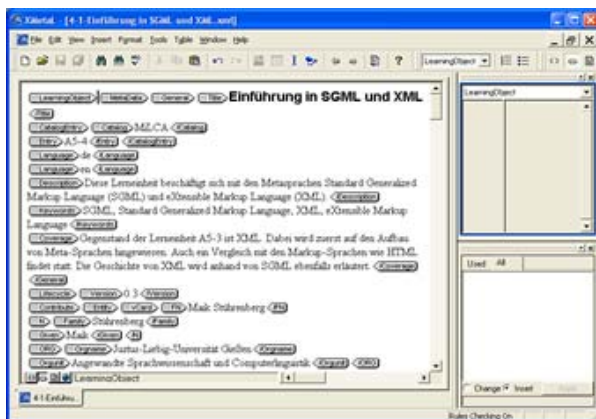 XMetaL - [4-1-Einführung in SGML und XML.xml]
File Edit View Insert Format Tools Table Window Help
LearningObject
LearningObject MetaData General Title Einführung in SGML und XML
Title
CatalogEntry Catalog MiLCA Catalog
Entry A5-4 Entry CatalogEntry
Language de Language
Language en Language
Description Diese Lerneinheit beschäftigt sich mit den Metasprachen Standard Generalized
Markup Language (SGML) und eXtensible Markup Language (XML). Description
Keywords SGML, Standard Generalized Markup Language, XML, eXtensible Markup
Language Keywords
Coverage Gegenstand der Lerneinheit A5-3 ist XML. Dabei wird zuerst auf den Aufbau
von Meta-Sprachen hingewiesen. Auch ein Vergleich mit den Markup-Sprachen wie HTML
findet statt. Die Geschichte von XML wird anhand von SGML ebenfalls erläutert. Coverage
General
Lifecycle Version 0.3 Version
Contribute Entity vCard FN Maik Stührenberg FN
N Family Stührenberg Family
Given Maik Given N
ORG Orgname Justus-Liebig-Universität Gießen Orgname
Orgunit Angewandte Sprachwissenschaft und Computerlinguistik Orgunit ORG
LearningObject
4-1-Einführu...
LearningObject
Used All
Change Insert
Rules Checking On